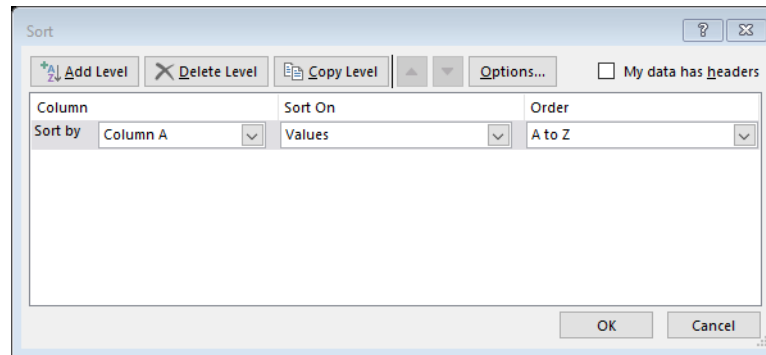 Sort
Add Level Delete Level Copy Level Options... My data has headers
Column Sort On Order
Sort by Column A Values A to Z
OK Cancel